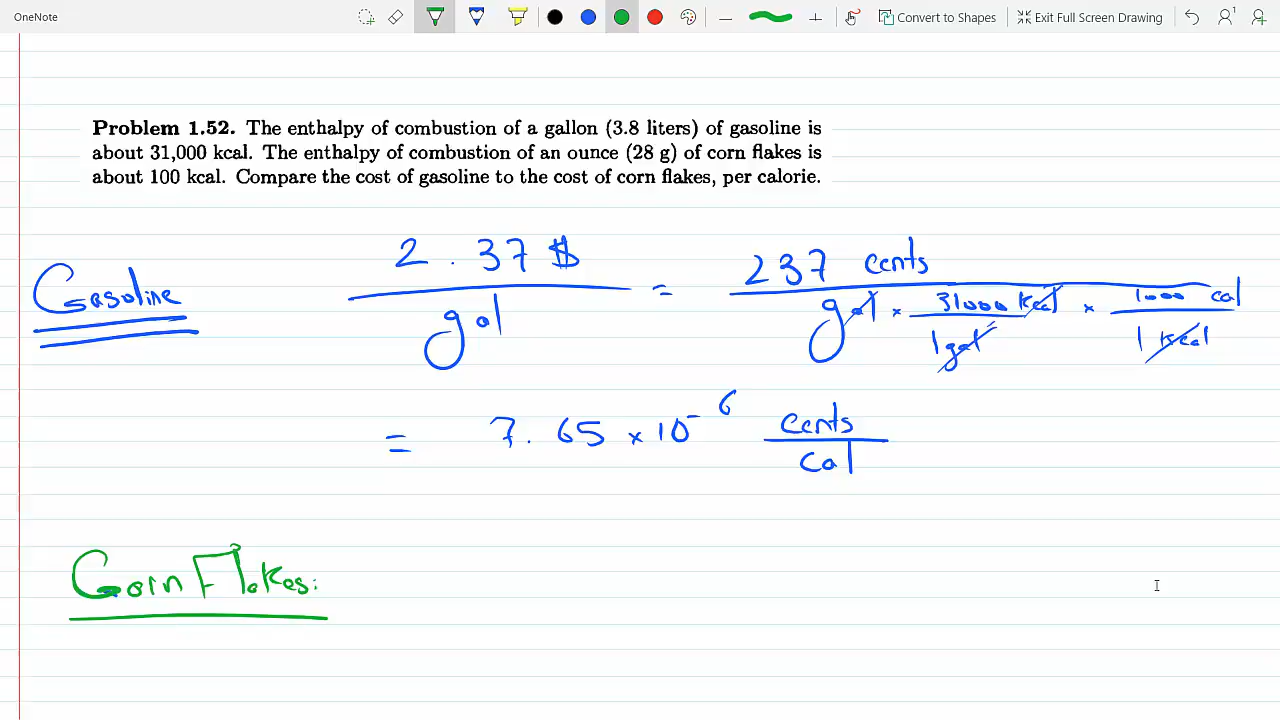 OneNote
Convert to Shapes
Exit Full Screen Drawing
Problem 1.52. The enthalpy of combustion of a gallon (3.8 liters) of gasoline is
about 31,000 kcal. The enthalpy of combustion of an ounce (28 g) of corn flakes is
about 100 kcal. Compare the cost of gasoline to the cost of corn flakes, per calorie.
Gasoline
2.37 $ / gal = 237 cents / gal × 31000 kcal / 1 gal × 1000 cal / 1 kcal
= 7.65 × 10^-6 cents / cal
Corn Flakes: